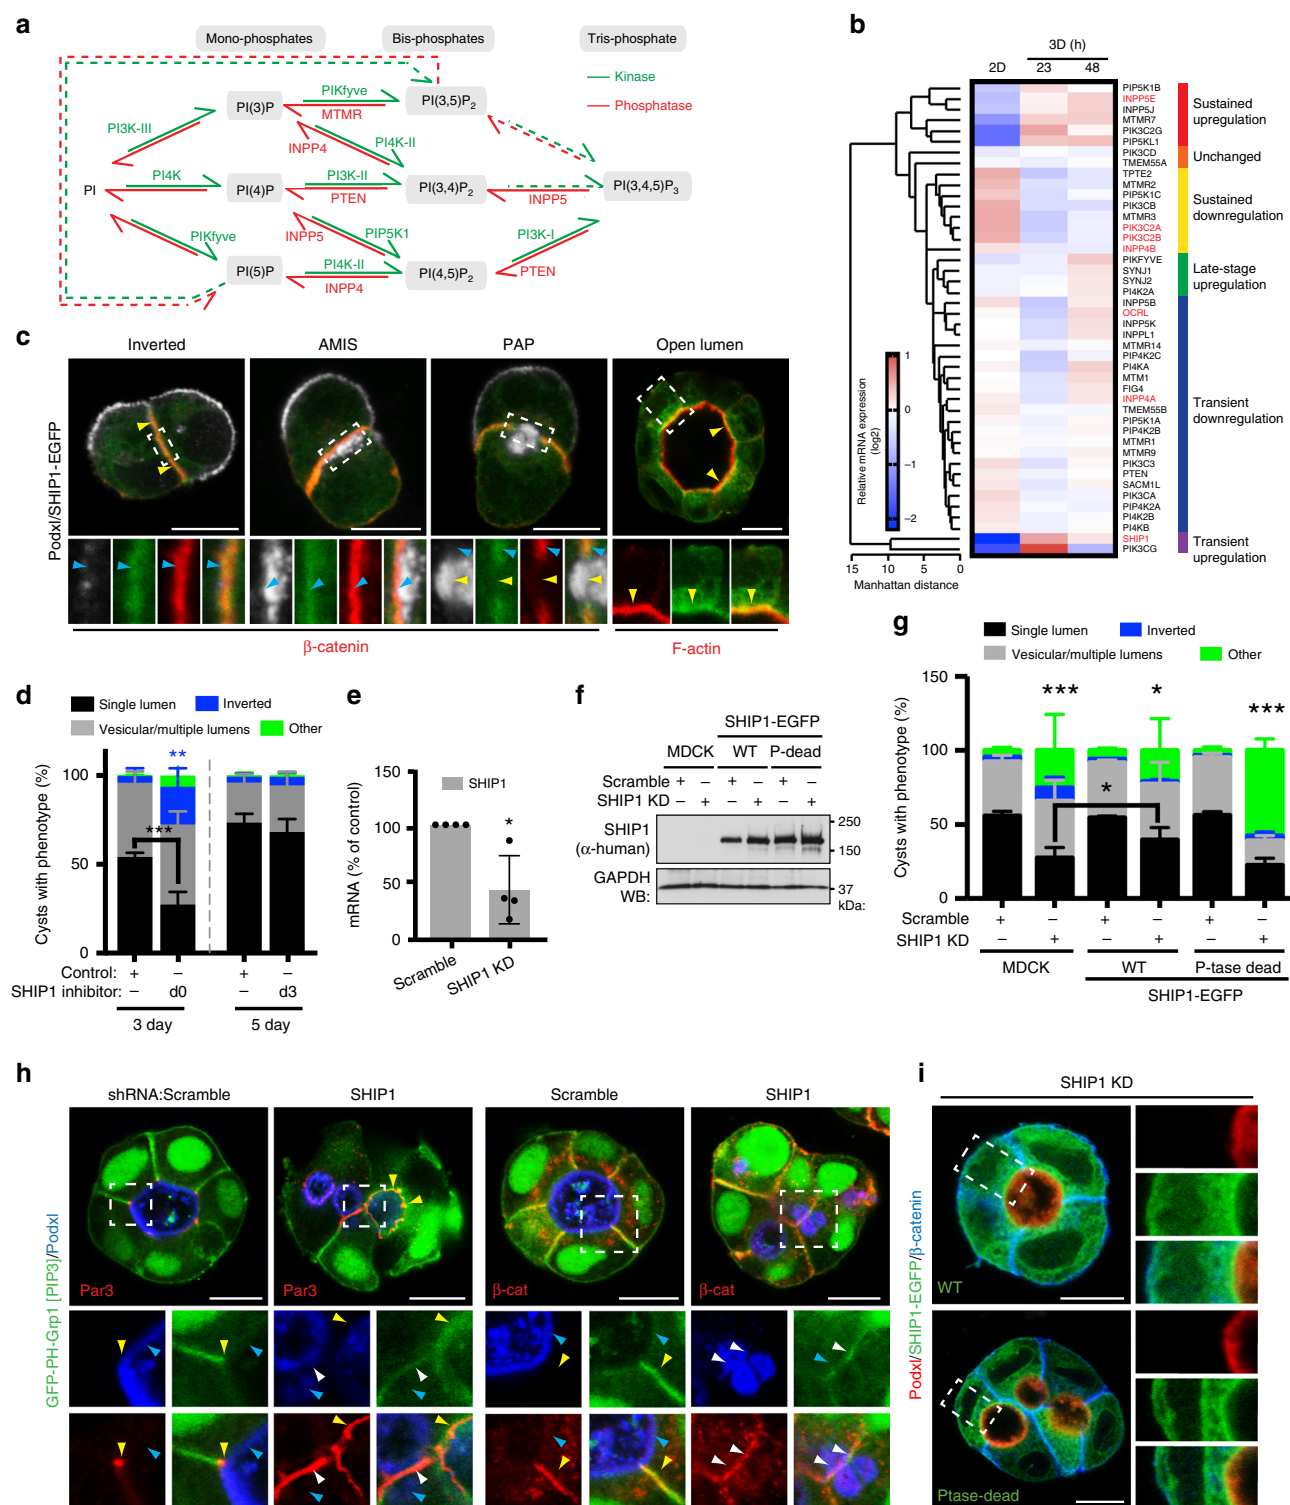 a
Mono-phosphates
Bis-phosphates
Tris-phosphate
Kinase
Phosphatase
PI(3)P
PIKfyve
MTMR
PI(3,5)P2
PI3K-III
INPP4
PI4K-II
PI
PI4K
PI(4)P
PI3K-II
PTEN
PI(3,4)P2
INPP5
PI(3,4,5)P3
PIKfyve
INPP5
PIP5K1
PI3K-I
PI(5)P
PI4K-II
INPP4
PI(4,5)P2
PTEN
b
3D (h)
2D
23
48
PIP5K1B
INPP5E
INPP5J
MTMR7
PIK3C2G
PIP5KL1
PIK3CD
TMEM55A
TPTE2
MTMR2
PIP5K1C
PIK3CB
MTMR3
PIK3C2A
PIK3C2B
INPP4B
PIKFYVE
SYNJ1
SYNJ2
PI4K2A
INPP5B
OCRL
INPP5K
INPPL1
MTMR14
PIP4K2C
PI4KA
MTM1
FIG4
INPP4A
TMEM55B
PIP5K1A
PIP4K2B
MTMR1
MTMR9
PIK3C3
PTEN
SACM1L
PIK3CA
PIP4K2A
PI4K2B
PI4KB
SHIP1
PIK3CG
Sustained
upregulation
Unchanged
Sustained
downregulation
Late-stage
upregulation
Transient
downregulation
Transient
upregulation
Relative mRNA expression
(log2)
1
0
−1
−2
15
10
5
0
Manhattan distance
c
Inverted
AMIS
PAP
Open lumen
Podxl/SHIP1-EGFP
β-catenin
F-actin
d
Single lumen
Inverted
Vesicular/multiple lumens
Other
Cysts with phenotype (%)
100
50
0
**
***
Control:
+
−
+
−
SHIP1 inhibitor:
−
d0
−
d3
3 day
5 day
e
mRNA (% of control)
150
100
50
0
SHIP1
*
Scramble
SHIP1 KD
f
SHIP1-EGFP
MDCK
WT
P-dead
Scramble
+ − + − + −
SHIP1 KD
− + − + − +
SHIP1
(α-human)
GAPDH
WB:
250
150
37
kDa:
g
Single lumen
Inverted
Vesicular/multiple lumens
Other
Cysts with phenotype (%)
150
100
50
0
***
*
*
***
Scramble
+ − + − + −
SHIP1 KD
− + − + − +
MDCK
WT
P-tase dead
SHIP1-EGFP
h
shRNA:Scramble
SHIP1
Scramble
SHIP1
GFP-PH-Grp1 [PIP3]/Podxl
Par3
Par3
β-cat
β-cat
i
SHIP1 KD
Podxl/SHIP1-EGFP/β-catenin
WT
Ptase-dead